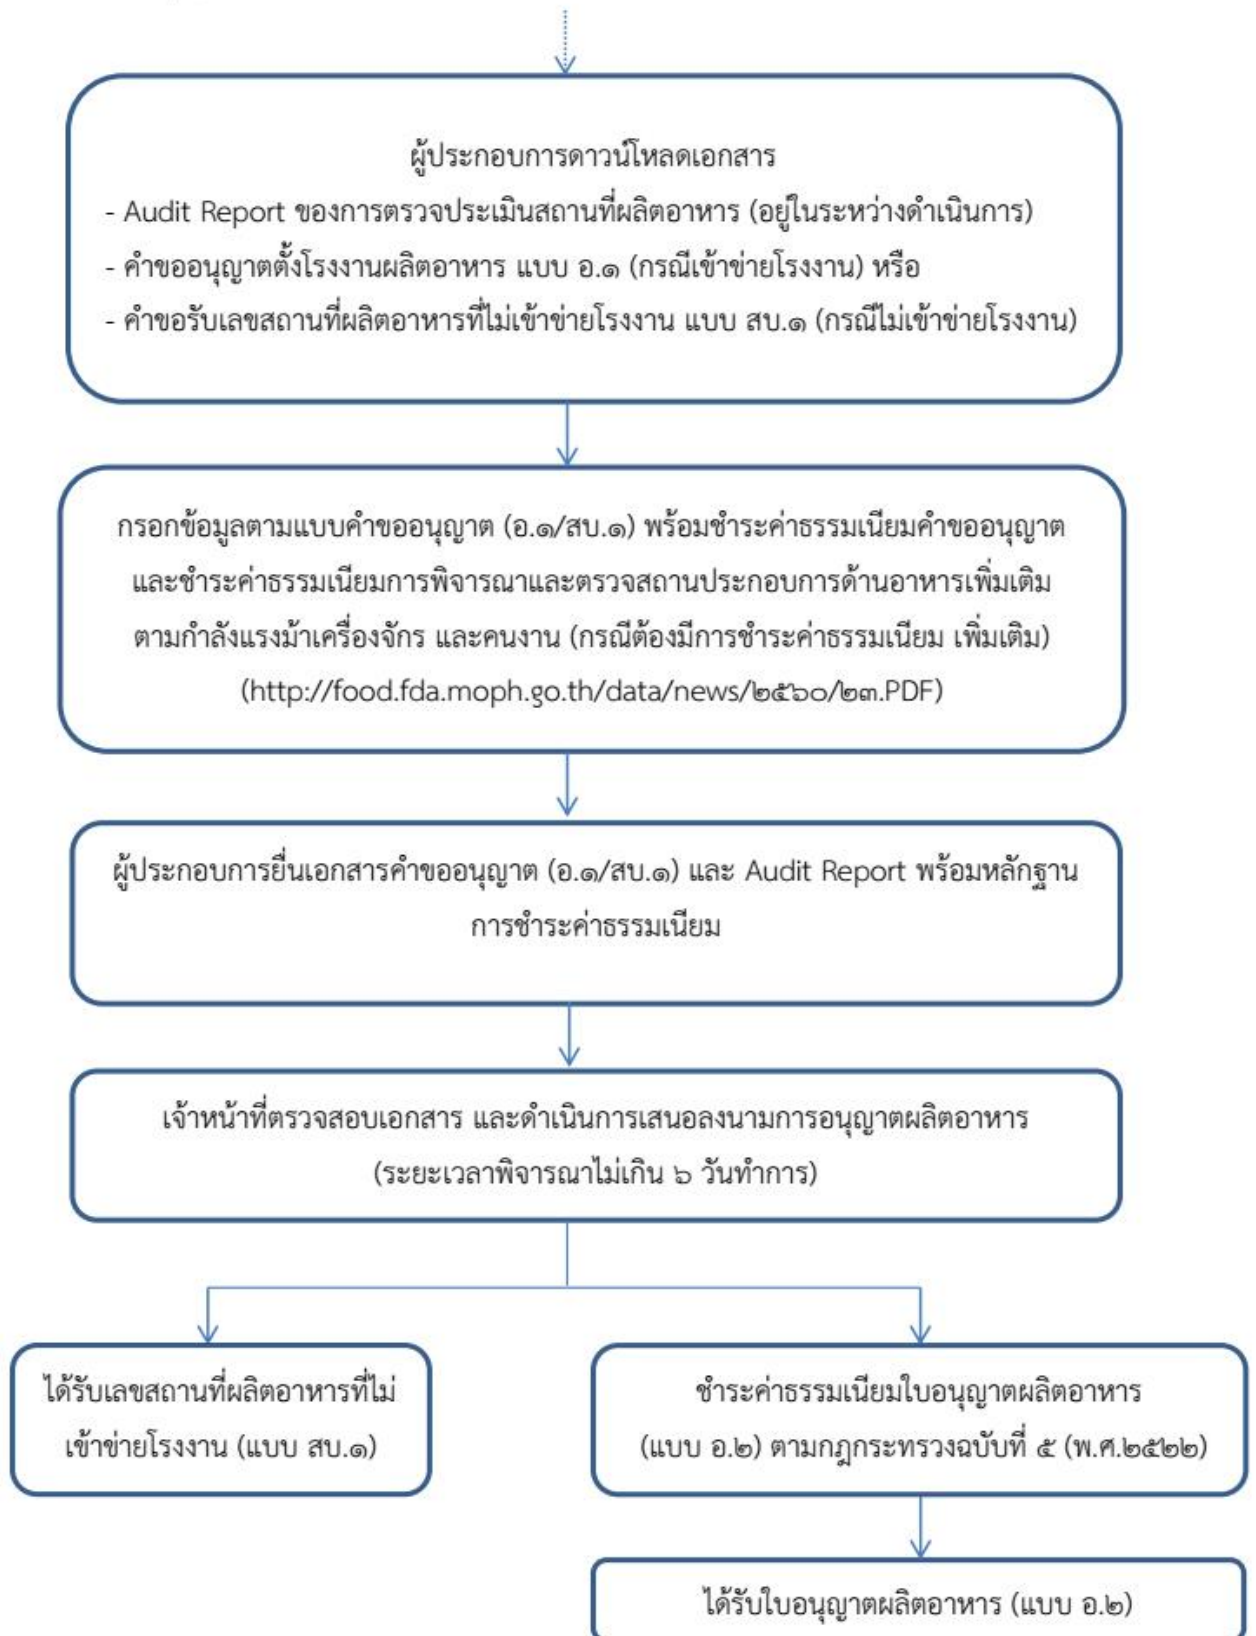 ผู้ประกอบการดาวน์โหลดเอกสาร
- Audit Report ของการตรวจประเมินสถานที่ผลิตอาหาร (อยู่ในระหว่างดำเนินการ)
- คำขออนุญาตตั้งโรงงานผลิตอาหาร แบบ อ.๑ (กรณีเข้าข่ายโรงงาน) หรือ
- คำขอรับเลขสถานที่ผลิตอาหารที่ไม่เข้าข่ายโรงงาน แบบ สบ.๑ (กรณีไม่เข้าข่ายโรงงาน)
กรอกข้อมูลตามแบบคำขออนุญาต (อ.๑/สบ.๑) พร้อมชำระค่าธรรมเนียมคำขออนุญาต
และชำระค่าธรรมเนียมการพิจารณาและตรวจสถานประกอบการด้านอาหารเพิ่มเติม
ตามกำลังแรงม้าเครื่องจักร และคนงาน (กรณีต้องมีการชำระค่าธรรมเนียม เพิ่มเติม)
(http://food.fda.moph.go.th/data/news/๒๕๖๐/๒๓.PDF)
ผู้ประกอบการยื่นเอกสารคำขออนุญาต (อ.๑/สบ.๑) และ Audit Report พร้อมหลักฐาน
การชำระค่าธรรมเนียม
เจ้าหน้าที่ตรวจสอบเอกสาร และดำเนินการเสนอลงนามการอนุญาตผลิตอาหาร
(ระยะเวลาพิจารณาไม่เกิน ๖ วันทำการ)
ได้รับเลขสถานที่ผลิตอาหารที่ไม่
เข้าข่ายโรงงาน (แบบ สบ.๑)
ชำระค่าธรรมเนียมใบอนุญาตผลิตอาหาร
(แบบ อ.๒) ตามกฎกระทรวงฉบับที่ ๕ (พ.ศ.๒๕๒๒)
ได้รับใบอนุญาตผลิตอาหาร (แบบ อ.๒)